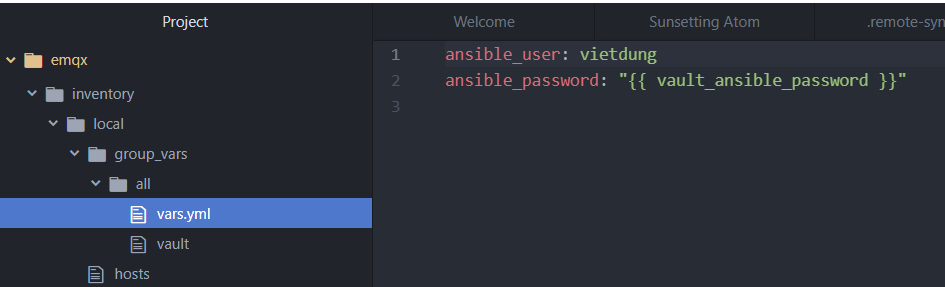 Project
emqx
inventory
local
group_vars
all
vars.yml
vault
hosts
Welcome Sunsetting Atom .remote-syn
1 ansible_user: vietdung
2 ansible_password: "{{ vault_ansible_password }}"
3